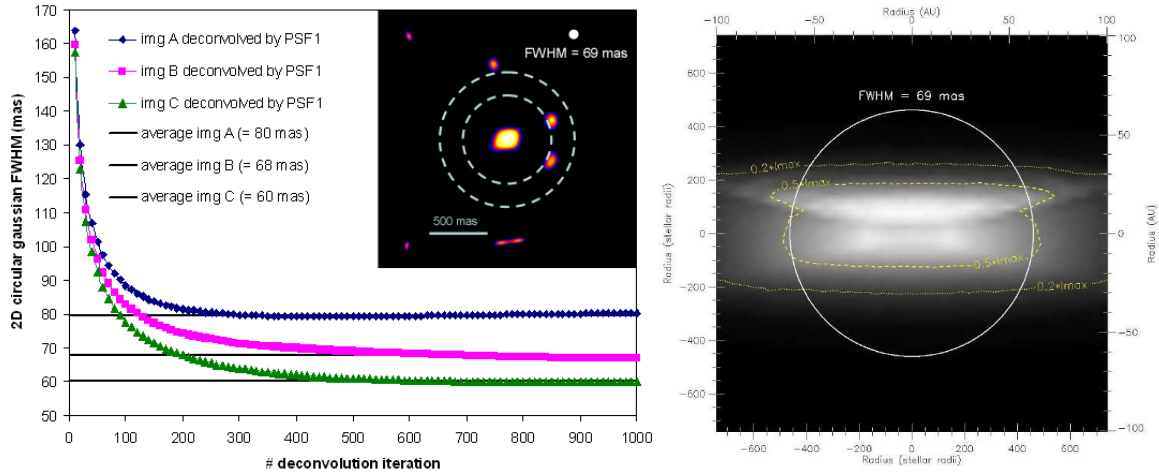 170
160
150
140
130
120
110
100
90
80
70
60
50
2D circular gaussian FWHM (mas)
img A deconvolved by PSF1
img B deconvolved by PSF1
img C deconvolved by PSF1
average img A (= 80 mas)
average img B (= 68 mas)
average img C (= 60 mas)
FWHM = 69 mas
500 mas
0 100 200 300 400 500 600 700 800 900 1000
# deconvolution iteration
Radius (AU)
-100 -50 0 50 100
FWHM = 69 mas
0.2*Imax
0.5*Imax
0.5*Imax
0.2*Imax
600
400
200
0
-200
-400
-600
Radius (stellar radii)
100
50
0
-50
-100
Radius (AU)
-600 -400 -200 0 200 400 600
Radius (stellar radii)